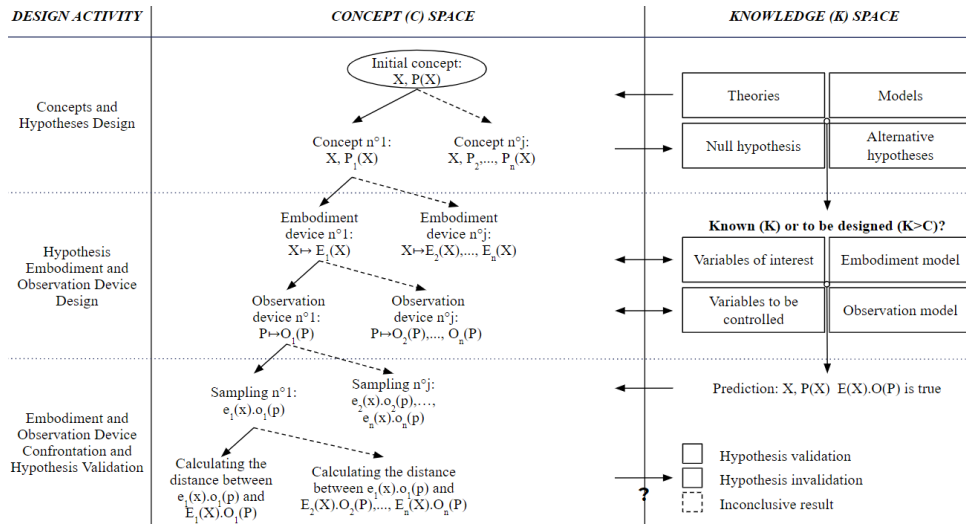 DESIGN ACTIVITY
CONCEPT (C) SPACE
KNOWLEDGE (K) SPACE
Concepts and
Hypotheses Design
Initial concept:
X, P(X)
Concept n°1:
X, P₁(X)
Concept n°j:
X, P₂,..., Pₙ(X)
Theories
Models
Null hypothesis
Alternative
hypotheses
Hypothesis
Embodiment and
Observation Device
Design
Embodiment
device n°1:
X↦ E₁(X)
Embodiment
device n°j:
X↦E₂(X),..., Eₙ(X)
Observation
device n°1:
P↦O₁(P)
Observation
device n°j:
P↦O₂(P),..., Oₙ(P)
Known (K) or to be designed (K>C)?
Variables of interest
Embodiment model
Variables to be
controlled
Observation model
Embodiment and
Observation Device
Confrontation and
Hypothesis Validation
Sampling n°1:
e₁(x).o₁(p)
Sampling n°j:
e₂(x).o₂(p),...,
eₙ(x).oₙ(p)
Calculating the
distance between
e₁(x).o₁(p) and
E₁(X).O₁(P)
Calculating the
distance between e₁(x).o₁(p) and
E₂(X).O₂(P),..., Eₙ(X).Oₙ(P)
Prediction: X, P(X) E(X).O(P) is true
?
Hypothesis validation
Hypothesis invalidation
Inconclusive result